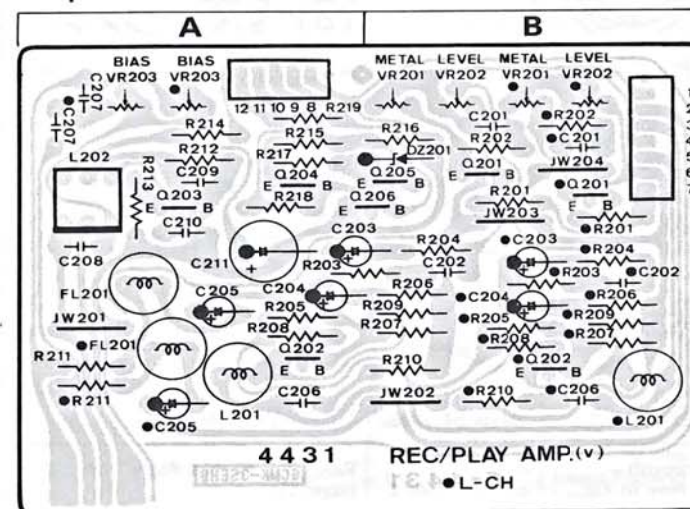 A B
BIAS BIAS METAL LEVEL METAL LEVEL
VR203 ●VR203 VR201 VR202 ●VR201 ●VR202
C207
●C207
12 11 10 9 8 R219
R214
R215
R216
C201
●R202
R212
R217
DZ201
R202
●C201
L202
C209
Q204
Q205
Q201
JW204
R213
Q203
E B
E B
E B
E B
●Q201
E B
R218
Q206
R201
E B
C210
JW203
●R201
C203
R204
●C203
●R204
C208
C211
+
R203
C202
●R203
●C202
FL201
C205
C204
R206
●C204
●R206
R205
R209
●R205
●R209
JW201
R208
R207
●R208
●R207
●FL201
Q202
E B
●Q202
E B
R211
R210
●R211
L201
C206
JW202
●R210
●C206
●C205
●L201
4431 REC/PLAY AMP.(v)
●L-CH